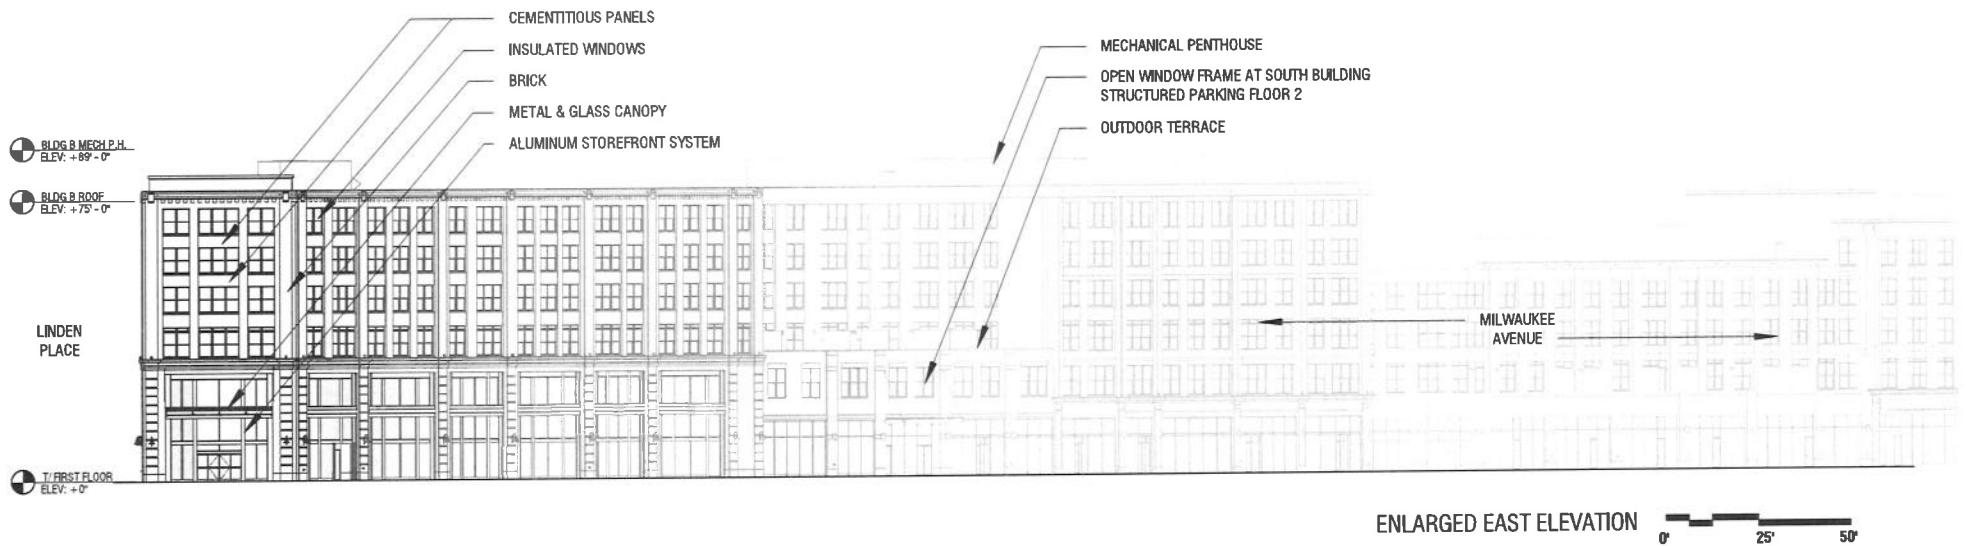 CEMENTITIOUS PANELS
INSULATED WINDOWS
BRICK
METAL & GLASS CANOPY
ALUMINUM STOREFRONT SYSTEM
MECHANICAL PENTHOUSE
OPEN WINDOW FRAME AT SOUTH BUILDING
STRUCTURED PARKING FLOOR 2
OUTDOOR TERRACE
BLDG B MECH P.H.
ELEV: +89'-0"
BLDG B ROOF
ELEV: +75'-0"
LINDEN
PLACE
MILWAUKEE
AVENUE
T/ FIRST FLOOR
ELEV: +0"
ENLARGED EAST ELEVATION
0' 25' 50'